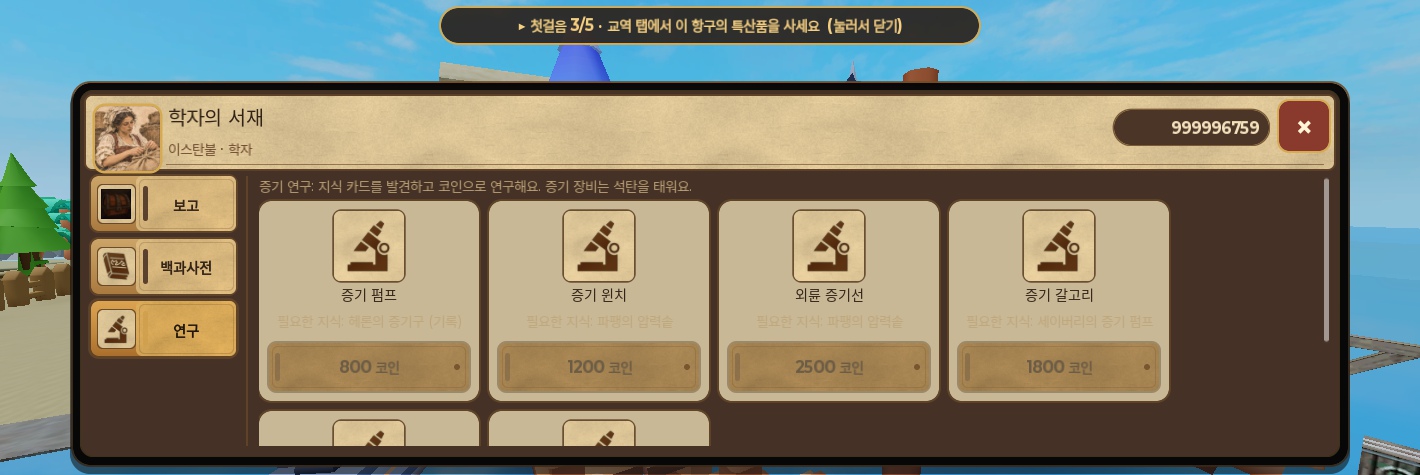 ▸ 첫걸음 3/5 · 교역 탭에서 이 항구의 특산품을 사세요 (눌러서 닫기)
학자의 서재
이스탄불 · 학자
999996759
보고
백과사전
연구
증기 연구: 지식 카드를 발견하고 코인으로 연구해요. 증기 장비는 석탄을 태워요.
증기 펌프
필요한 지식: 헤론의 증기구 (기록)
800 코인
증기 윈치
필요한 지식: 파팽의 압력솥
1200 코인
외륜 증기선
필요한 지식: 파팽의 압력솥
2500 코인
증기 갈고리
필요한 지식: 세이버리의 증기 펌프
1800 코인